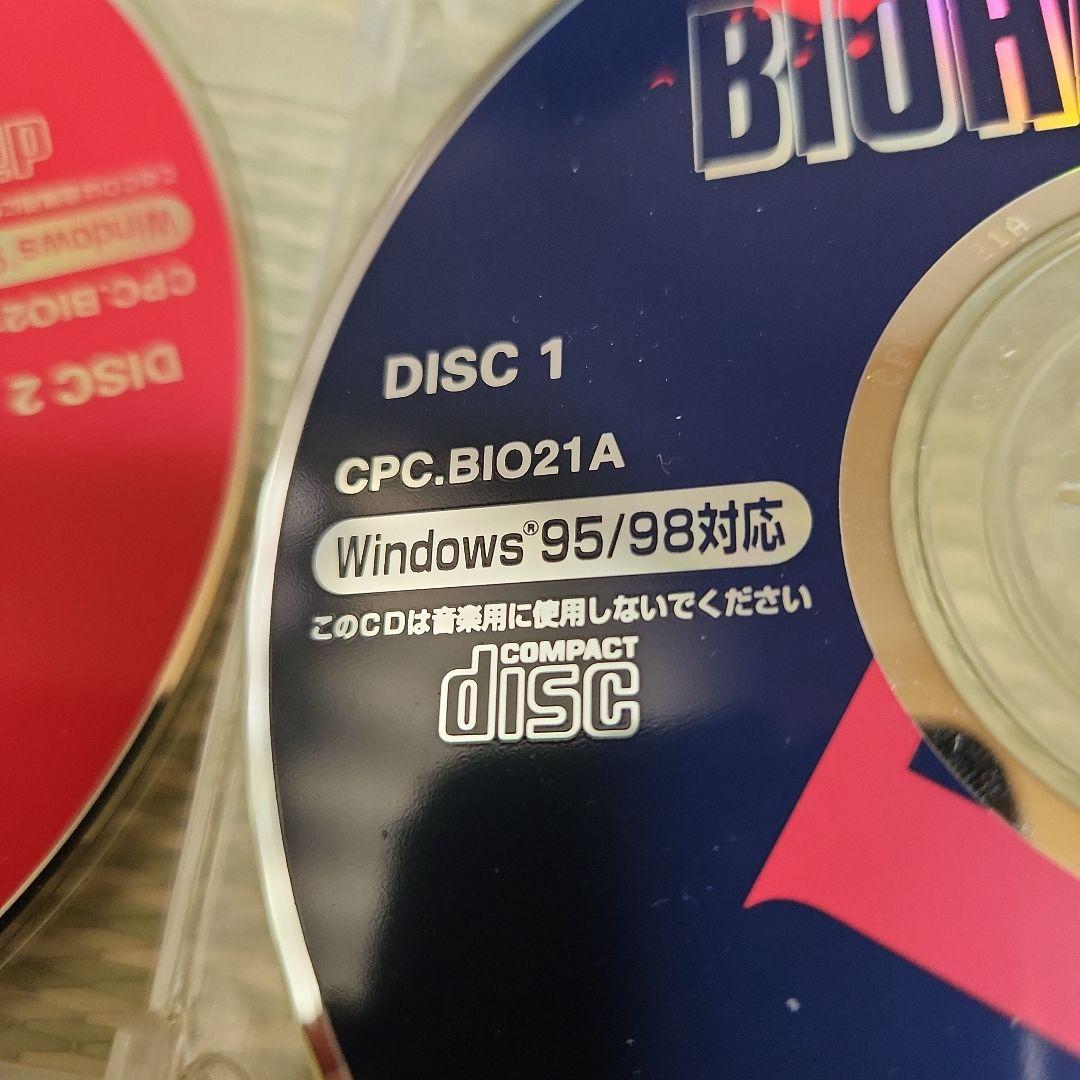 BIOH
DISC 1
CPC.BIO21A
Windows®95/98対応
このCDは音楽用に使用しないでください
COMPACT
disc
DISC 2
CPC.BIO2
Windows